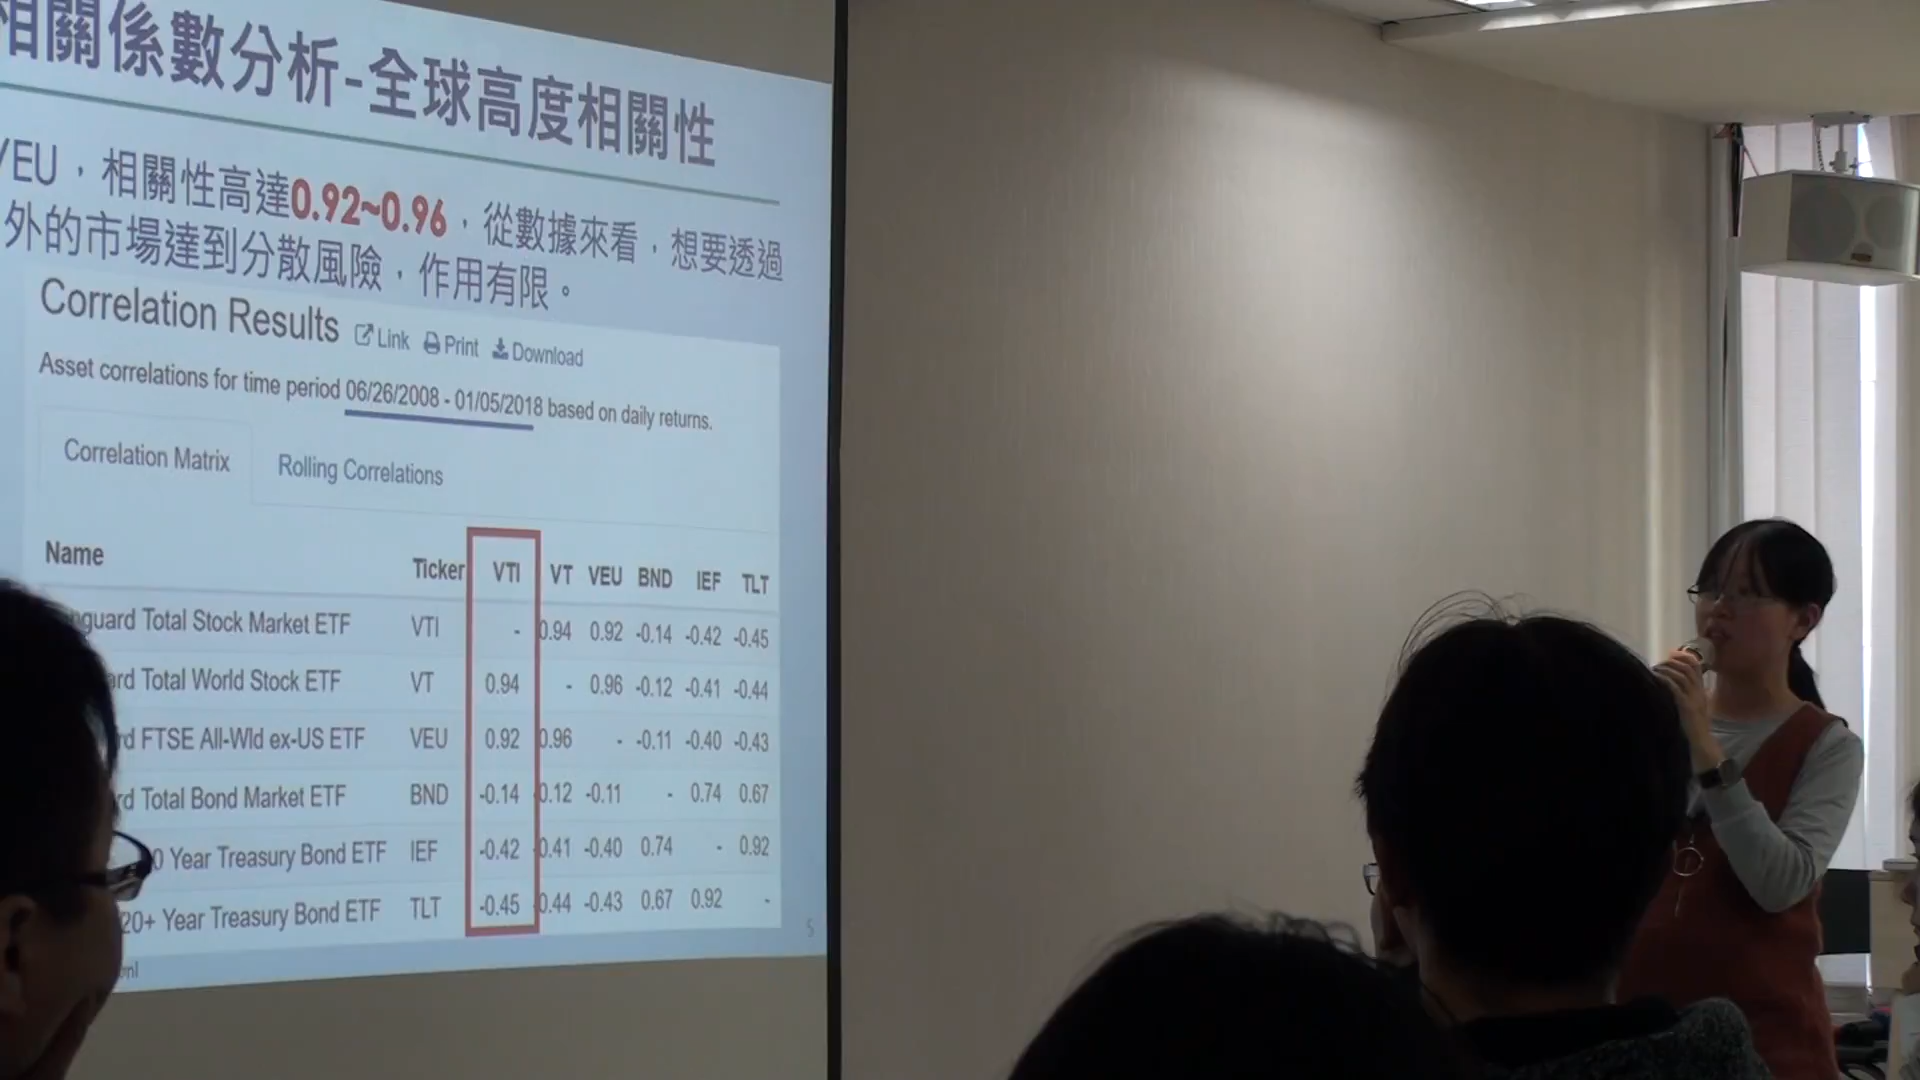 相關係數分析-全球高度相關性
VEU，相關性高達0.92~0.96，從數據來看，想要透過
外的市場達到分散風險，作用有限。
Correlation Results Link Print Download
Asset correlations for time period 06/26/2008 - 01/05/2018 based on daily returns.
Correlation Matrix Rolling Correlations
Name Ticker VTI VT VEU BND IEF TLT
nguard Total Stock Market ETF VTI - 0.94 0.92 -0.14 -0.42 -0.45
ard Total World Stock ETF VT 0.94 - 0.96 -0.12 -0.41 -0.44
rd FTSE All-Wld ex-US ETF VEU 0.92 0.96 - -0.11 -0.40 -0.43
rd Total Bond Market ETF BND -0.14 0.12 -0.11 - 0.74 0.67
0 Year Treasury Bond ETF IEF -0.42 0.41 -0.40 0.74 - 0.92
20+ Year Treasury Bond ETF TLT -0.45 0.44 -0.43 0.67 0.92 -
5